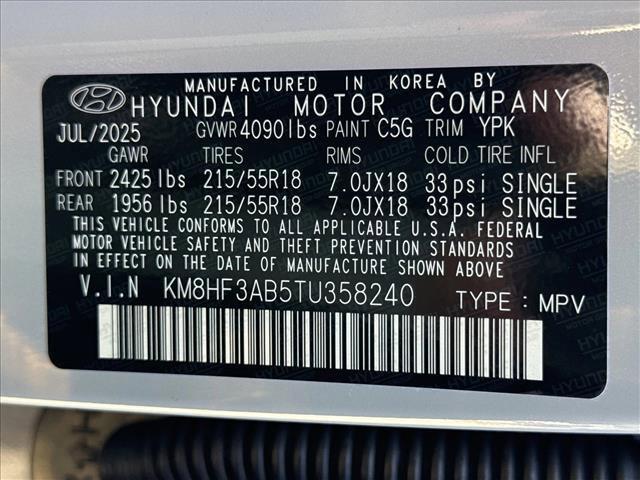 MANUFACTURED IN KOREA BY
HYUNDAI MOTOR COMPANY
JUL/2025 GVWR 4090lbs PAINT C5G TRIM YPK
GAWR TIRES RIMS COLD TIRE INFL
FRONT 2425 lbs 215/55R18 7.0JX18 33psi SINGLE
REAR 1956 lbs 215/55R18 7.0JX18 33psi SINGLE
THIS VEHICLE CONFORMS TO ALL APPLICABLE U.S.A. FEDERAL
MOTOR VEHICLE SAFETY AND THEFT PREVENTION STANDARDS
IN EFFECT ON THE DATE OF MANUFACTURE SHOWN ABOVE.
V.I.N KM8HF3AB5TU358240 TYPE: MPV